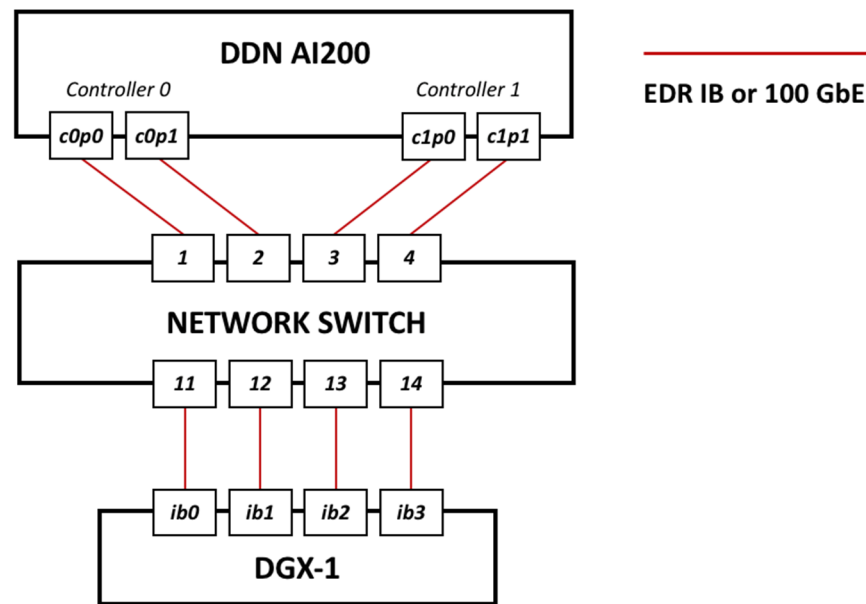 DDN AI200
Controller 0
Controller 1
c0p0
c0p1
c1p0
c1p1
EDR IB or 100 GbE
1
2
3
4
NETWORK SWITCH
11
12
13
14
ib0
ib1
ib2
ib3
DGX-1